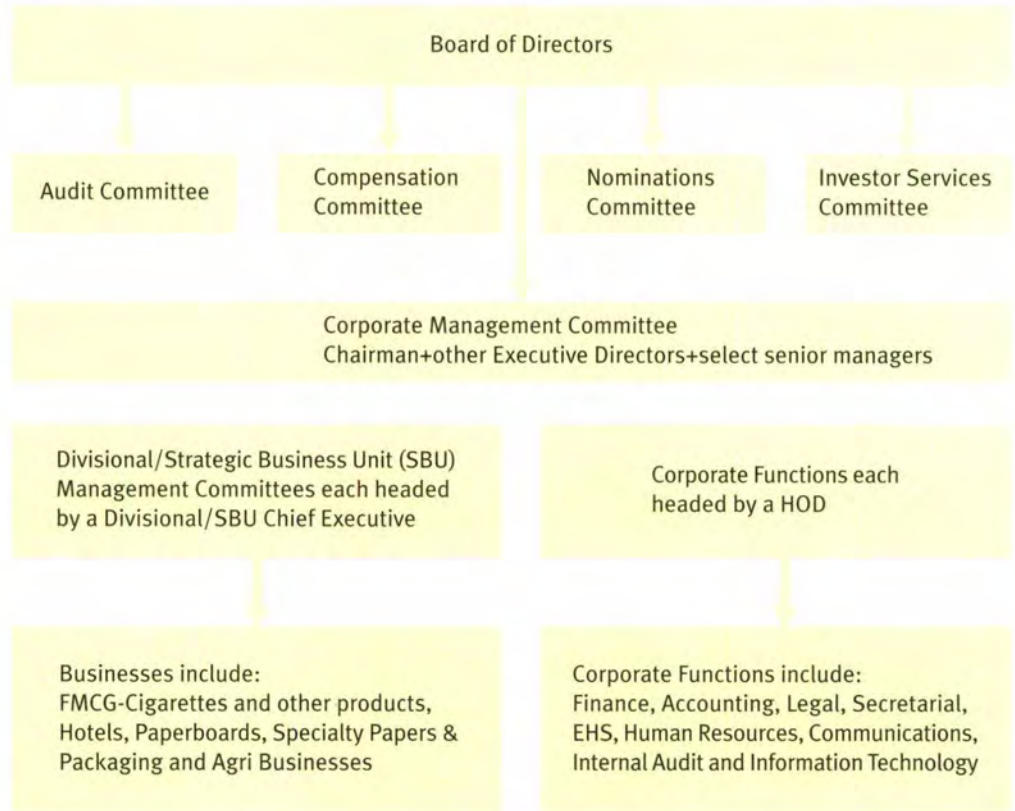 Board of Directors
Audit Committee
Compensation
Committee
Nominations
Committee
Investor Services
Committee
Corporate Management Committee
Chairman+other Executive Directors+select senior managers
Divisional/Strategic Business Unit (SBU)
Management Committees each headed
by a Divisional/SBU Chief Executive
Corporate Functions each
headed by a HOD
Businesses include:
FMCG-Cigarettes and other products,
Hotels, Paperboards, Specialty Papers &
Packaging and Agri Businesses
Corporate Functions include:
Finance, Accounting, Legal, Secretarial,
EHS, Human Resources, Communications,
Internal Audit and Information Technology